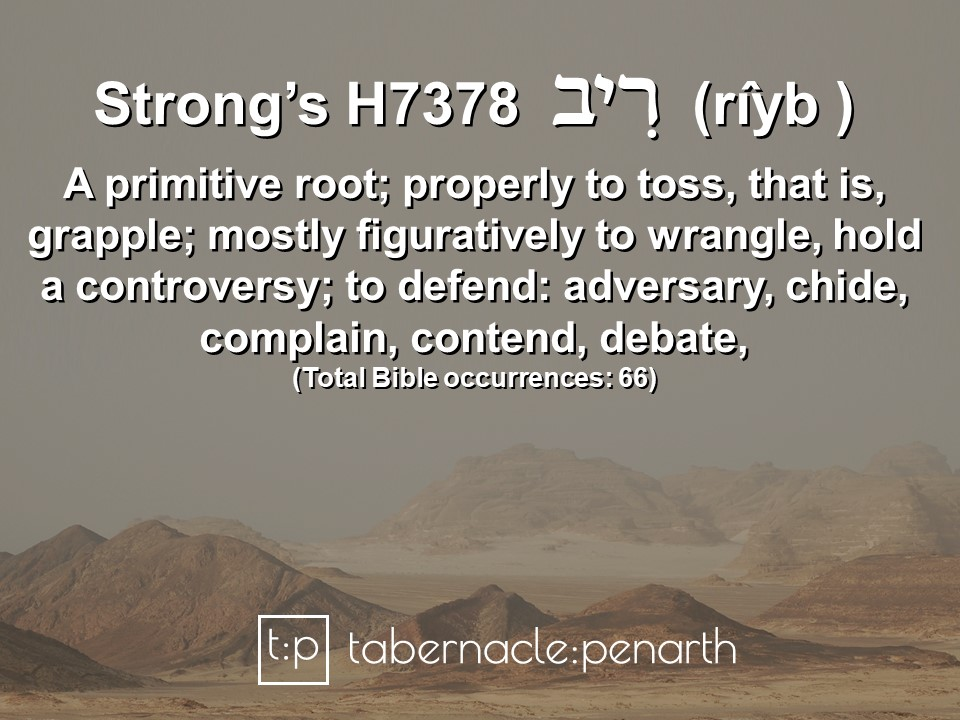 Strong’s H7378 רִיב (rîyb )
A primitive root; properly to toss, that is,
grapple; mostly figuratively to wrangle, hold
a controversy; to defend: adversary, chide,
complain, contend, debate,
(Total Bible occurrences: 66)
t:p tabernacle:penarth